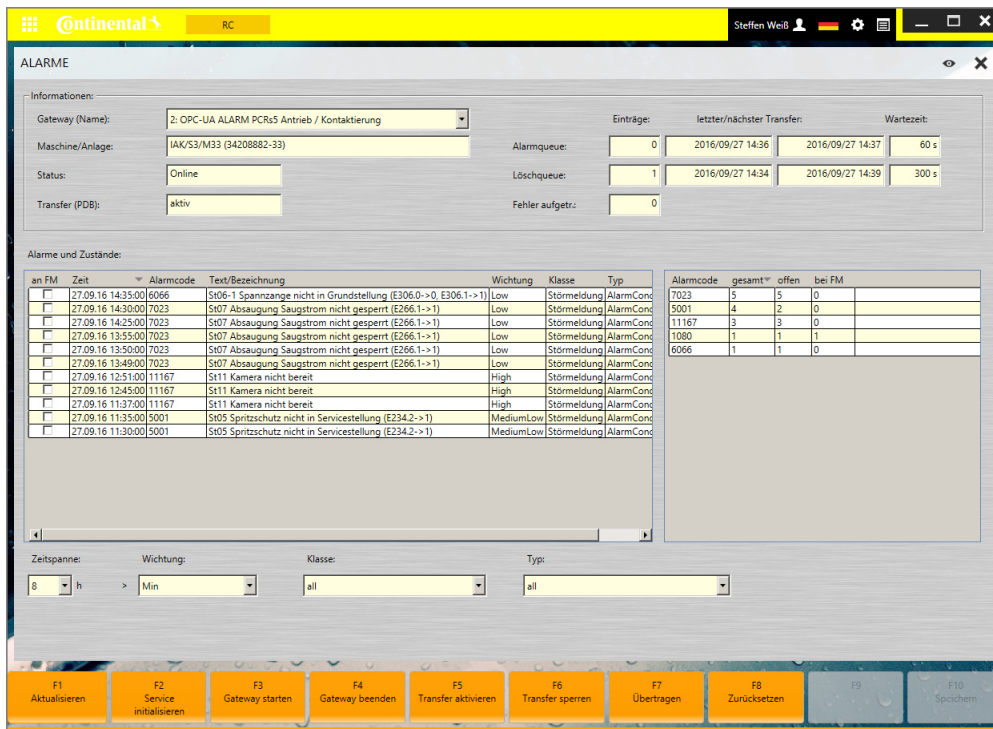 Continental
RC
Steffen Weiß
ALARME
Informationen:
Gateway (Name):
2: OPC-UA ALARM PCRs5 Antrieb / Kontaktierung
Einträge:
letzter/nächster Transfer:
Wartezeit:
Maschine/Anlage:
IAK/S3/M33 (34208882-33)
Alarmqueue:
0
2016/09/27 14:36
2016/09/27 14:37
60 s
Status:
Online
Löschqueue:
1
2016/09/27 14:34
2016/09/27 14:39
300 s
Transfer (PDB):
aktiv
Fehler aufgetr.:
0
Alarme und Zustände:
an FM Zeit Alarmcode Text/Bezeichnung Wichtung Klasse Typ
27.09.16 14:35:00 6066 St06-1 Spannzange nicht in Grundstellung (E306.0->0, E306.1->1) Low Störmeldung AlarmCond
27.09.16 14:30:00 7023 St07 Absaugung Saugstrom nicht gesperrt (E266.1->1) Low Störmeldung AlarmCond
27.09.16 14:25:00 7023 St07 Absaugung Saugstrom nicht gesperrt (E266.1->1) Low Störmeldung AlarmCond
27.09.16 13:55:00 7023 St07 Absaugung Saugstrom nicht gesperrt (E266.1->1) Low Störmeldung AlarmCond
27.09.16 13:50:00 7023 St07 Absaugung Saugstrom nicht gesperrt (E266.1->1) Low Störmeldung AlarmCond
27.09.16 13:49:00 7023 St07 Absaugung Saugstrom nicht gesperrt (E266.1->1) Low Störmeldung AlarmCond
27.09.16 12:51:00 11167 St11 Kamera nicht bereit High Störmeldung AlarmCond
27.09.16 12:45:00 11167 St11 Kamera nicht bereit High Störmeldung AlarmCond
27.09.16 11:37:00 11167 St11 Kamera nicht bereit High Störmeldung AlarmCond
27.09.16 11:35:00 5001 St05 Spritzschutz nicht in Servicestellung (E234.2->1) MediumLow Störmeldung AlarmCond
27.09.16 11:30:00 5001 St05 Spritzschutz nicht in Servicestellung (E234.2->1) MediumLow Störmeldung AlarmCond
Alarmcode gesamt offen bei FM
7023 5 5 0
5001 4 2 0
11167 3 3 0
1080 1 1 1
6066 1 1 0
Zeitspanne:
Wichtung:
Klasse:
Typ:
8 h > Min
all
all
F1
Aktualisieren
F2
Service
initialisieren
F3
Gateway starten
F4
Gateway beenden
F5
Transfer aktivieren
F6
Transfer sperren
F7
Übertragen
F8
Zurücksetzen
F9
F10
Speichern